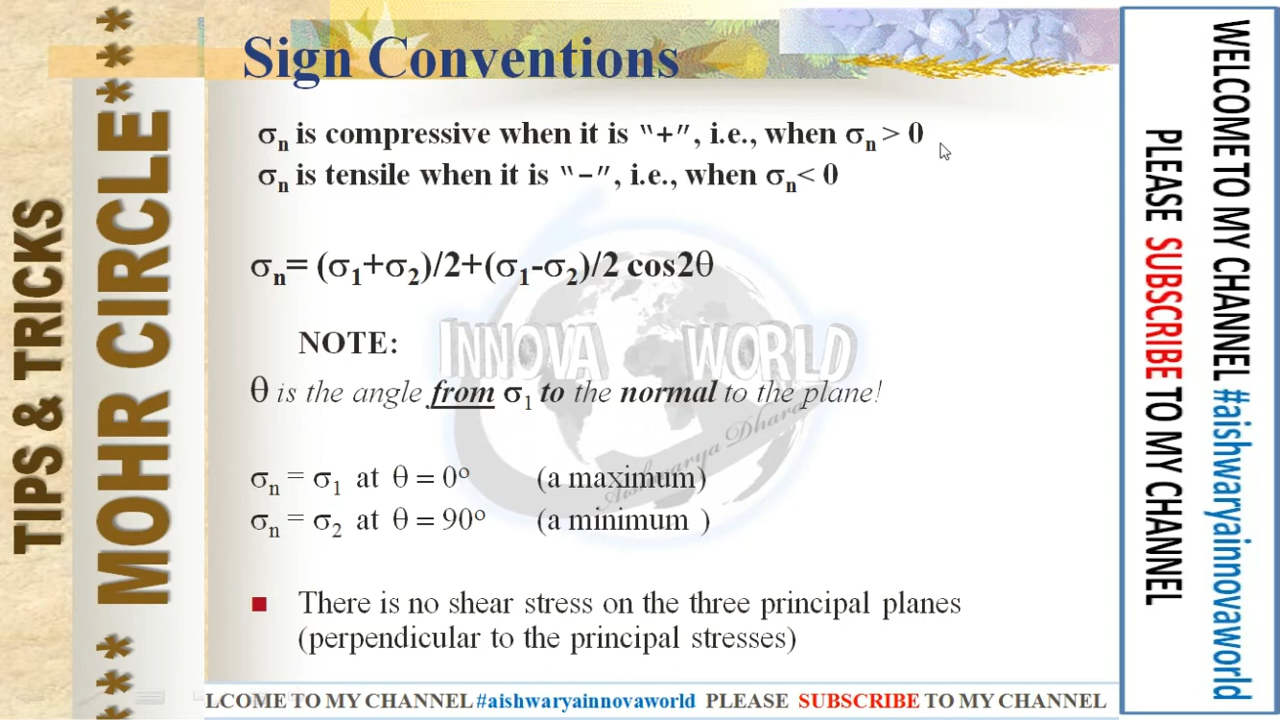 Sign Conventions
σn is compressive when it is "+", i.e., when σn > 0
σn is tensile when it is "-", i.e., when σn< 0
σn= (σ1+σ2)/2+(σ1-σ2)/2 cos2θ
INNOVA WORLD
NOTE:
θ is the angle from σ1 to the normal to the plane!
Aishwarya Dhara
σn = σ1 at θ = 0o (a maximum)
σn = σ2 at θ = 90o (a minimum )
■ There is no shear stress on the three principal planes
(perpendicular to the principal stresses)
LCOME TO MY CHANNEL #aishwaryainnovaworld PLEASE SUBSCRIBE TO MY CHANNEL
TIPS & TRICKS
*** MOHR CIRCLE***
WELCOME TO MY CHANNEL #aishwaryainnovaworld
PLEASE SUBSCRIBE TO MY CHANNEL